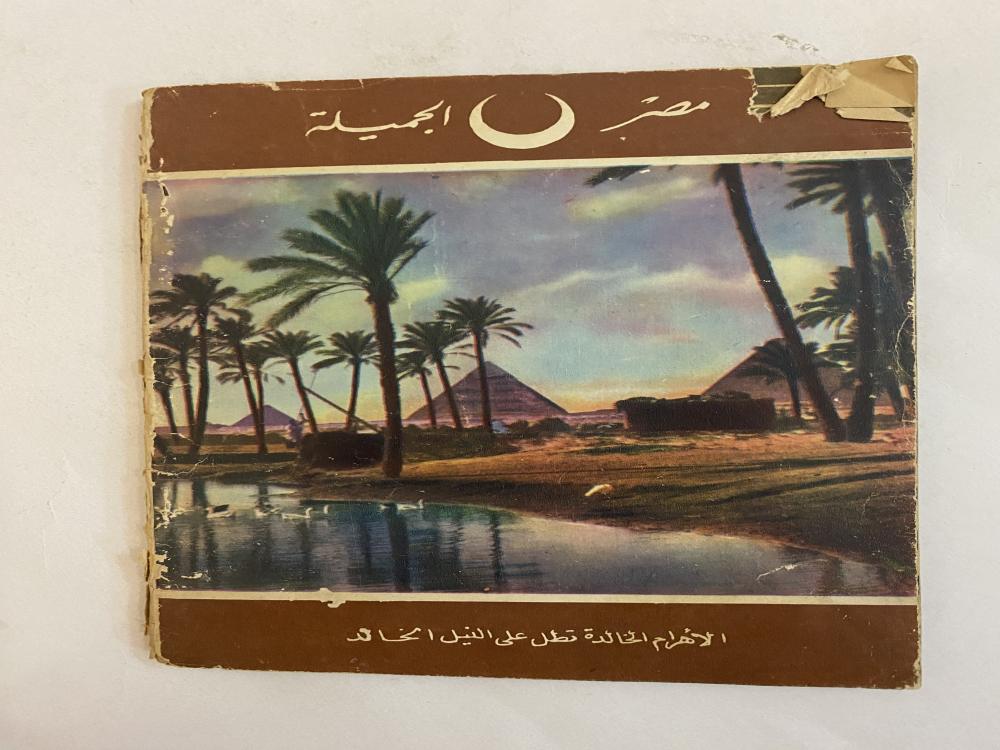 مصر الجميلة
الأهرام الخالدة تطل على النيل الخالد